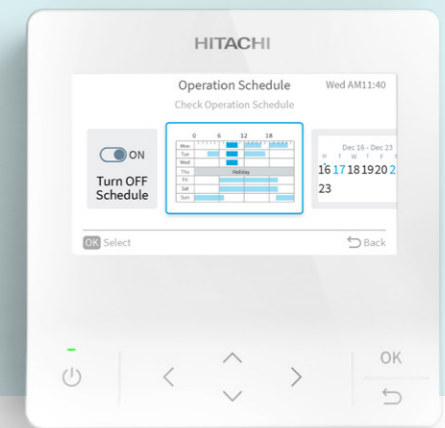 HITACHI
Operation Schedule
Wed AM11:40
Check Operation Schedule
ON
Turn OFF
Schedule
0 6 12 18
Mon
Tue
Wed
Thu Holiday
Fri
Sat
Sun
Dec 16 - Dec 23
M T W T F
16 17 18 19 20 2
23
OK Select
Back
OK